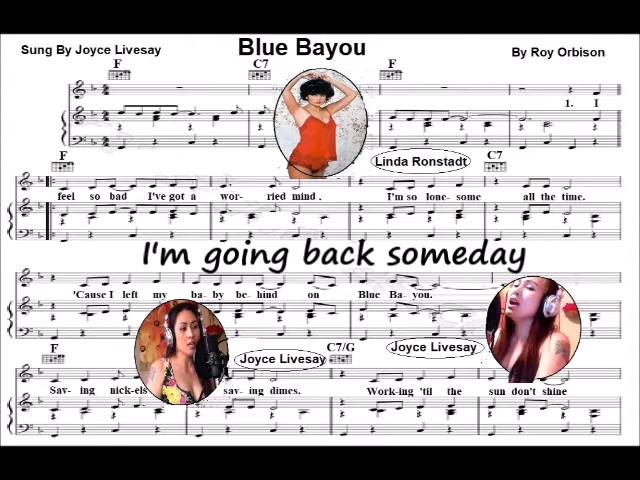 Blue Bayou
Sung By Joyce Livesay
By Roy Orbison
F C7 F
1. I
Linda Ronstadt
F C7
feel so bad I've got a wor- ried mind. I'm so lone- some all the time.
I'm going back someday
'Cause I left my ba- by be- hind on Blue Ba- you.
Joyce Livesay
Joyce Livesay
F C7/G
Sav- ing nick-els sav- ing dimes. Work-ing 'til the sun don't shine